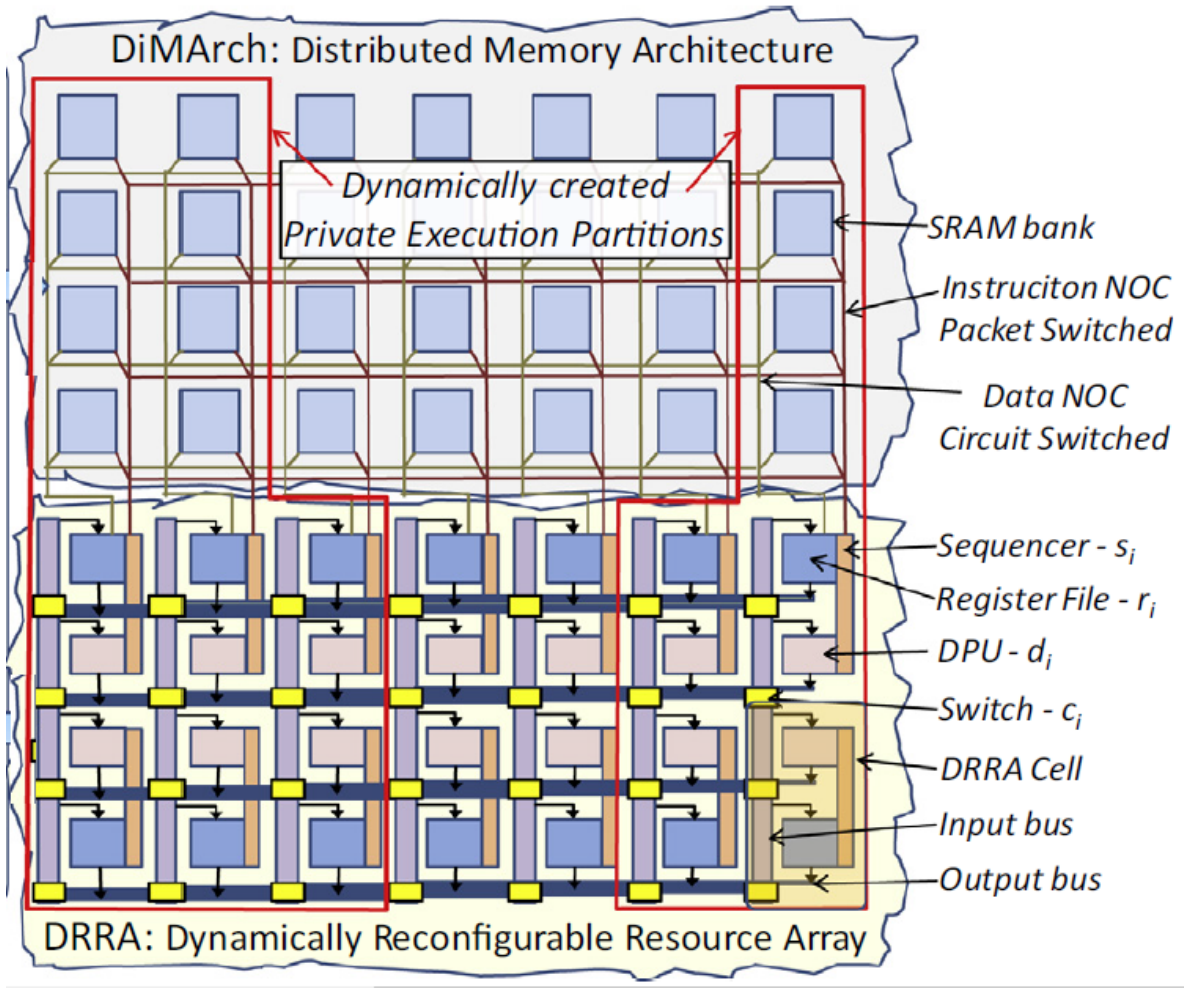 DiMArch: Distributed Memory Architecture
Dynamically created
Private Execution Partitions
SRAM bank
Instruciton NOC
Packet Switched
Data NOC
Circuit Switched
Sequencer - si
Register File - ri
DPU - di
Switch - ci
DRRA Cell
Input bus
Output bus
DRRA: Dynamically Reconfigurable Resource Array